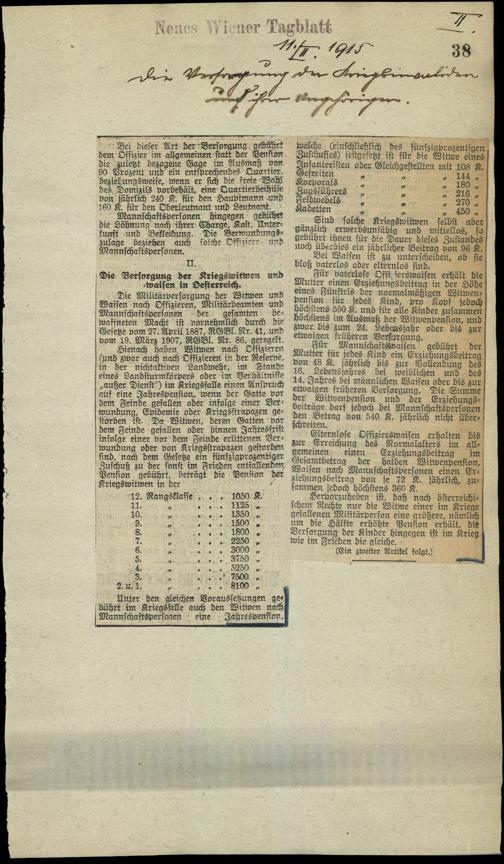 II
Neues Wiener Tagblatt
11./II. 1915
38
Die Versorgung der Kriegsinvaliden
und ihrer Angehörigen.
Bei dieser Art der Versorgung gebührt
dem Offizier im allgemeinen statt der Pension
die zuletzt bezogene Gage im Ausmaß von
90 Prozent und ein entsprechendes Quartier,
beziehungsweise, wenn er sich die freie Wahl
des Domizils vorbehält, eine Quartierbeihilfe
von jährlich 240 K. für den Hauptmann und
160 K. für den Oberleutnant und Leutnant.
Mannschaftspersonen hingegen gebührt
die Löhnung nach ihrer Charge, Kost, Unter-
kunft und Bekleidung. Die Verwundungs-
zulage beziehen auch solche Offiziere und
Mannschaftspersonen.
II.
Die Versorgung der Kriegswitwen und
-waisen in Oesterreich.
Die Militärversorgung der Witwen und
Waisen nach Offizieren, Militärbeamten und
Mannschaftspersonen der gesamten be-
waffneten Macht ist vornehmlich durch die
Gesetze vom 27. April 1887, RGBl. Nr. 41, und
vom 19. März 1907, RGBl. Nr. 86, geregelt.
Hienach haben Witwen nach Offizieren
(und zwar auch nach Offizieren in der Reserve,
in der nichtaktiven Landwehr, im Stande
eines Landsturmkörpers oder im Verhältnisse
„außer Dienst") im Kriegsfalle einen Anspruch
auf eine Jahrespension, wenn der Gatte vor
dem Feinde gefallen oder infolge einer Ver-
wundung, Epidemie oder Kriegsstrapazen ge-
storben ist. Da Witwen, deren Gatten vor
dem Feinde gefallen oder binnen Jahresfrist
infolge einer vor dem Feinde erlittenen Ver-
wundung oder von Kriegsstrapazen gestorben
sind, nach dem Gesetze ein fünfzigprozentiger
Zuschuß zu der sonst im Frieden entfallenden
Pension gebührt, beträgt die Pension der
Kriegswitwen in der
12. Rangsklasse . . . 1050 K.
11. „ . . . 1125 „
10. „ . . . 1350 „
9. „ . . . 1500 „
8. „ . . . 1800 „
7. „ . . . 2250 „
6. „ . . . 3000 „
5. „ . . . 3750 „
4. „ . . . 5250 „
3. „ . . . 7500 „
2. u. 1. „ . . . 8100 „
Unter den gleichen Voraussetzungen ge-
bührt im Kriegsfalle auch den Witwen nach
Mannschaftspersonen eine Jahrespension,
welche (einschließlich des fünfzigprozentigen
Zuschusses) festgesetzt ist für die Witwe eines
Infanteristen oder Gleichgestellten mit 108 K.
Gefreiten „ „ „ 144 „
Korporals „ „ „ 180 „
Zugsführers „ „ „ 216 „
Feldwebels „ „ „ 270 „
Kadetten „ „ „ 450 „
Sind solche Kriegswitwen selbst aber
gänzlich erwerbsunfähig und mittellos, so
gebührt ihnen für die Dauer dieses Zustandes
noch überdies ein jährlicher Beitrag von 96 K.
Bei Waisen ist zu unterscheiden, ob sie
bloß vaterlos oder elternlos sind.
Für vaterlose Offizierswaisen erhält die
Mutter einen Erziehungsbeitrag in der Höhe
eines Fünftels der normalmäßigen Witwen-
pension für jedes Kind, pro Kopf jedoch
höchstens 500 K. und für alle Kinder zusammen
höchstens im Ausmaß der Witwenpension, und
zwar bis zum 24. Lebensjahr oder bis zur
etwaigen früheren Versorgung.
Für Mannschaftswaisen gebührt der
Mutter für jedes Kind ein Erziehungsbeitrag
von 48 K. jährlich bis zur Vollendung des
16. Lebensjahres bei männlichen und des
14. Jahres bei weiblichen Waisen oder bis zur
etwaigen früheren Versorgung. Die Summe
der Witwenpension und der Erziehungs-
beiträge darf jedoch bei Mannschaftspersonen
den Betrag von 540 K. jährlich nicht über-
schreiten.
Elternlose Offizierswaisen erhalten bis
zur Erreichung des Normalalters im all-
gemeinen einen Erziehungsbeitrag im
Gesamtbetrag der halben Witwenpension,
Waisen nach Mannschaftspersonen einen Er-
ziehungsbeitrag von je 72 K. jährlich, zu-
sammen jedoch höchstens 360 K.
Hervorzuheben ist, daß nach österreichi-
schem Rechte nur die Witwe einer im Kriege
gefallenen Militärperson eine größere, nämlich
um die Hälfte erhöhte Pension erhält, die
Versorgung der Kinder hingegen ist im Krieg
wie im Frieden die gleiche.
(Ein zweiter Artikel folgt.)